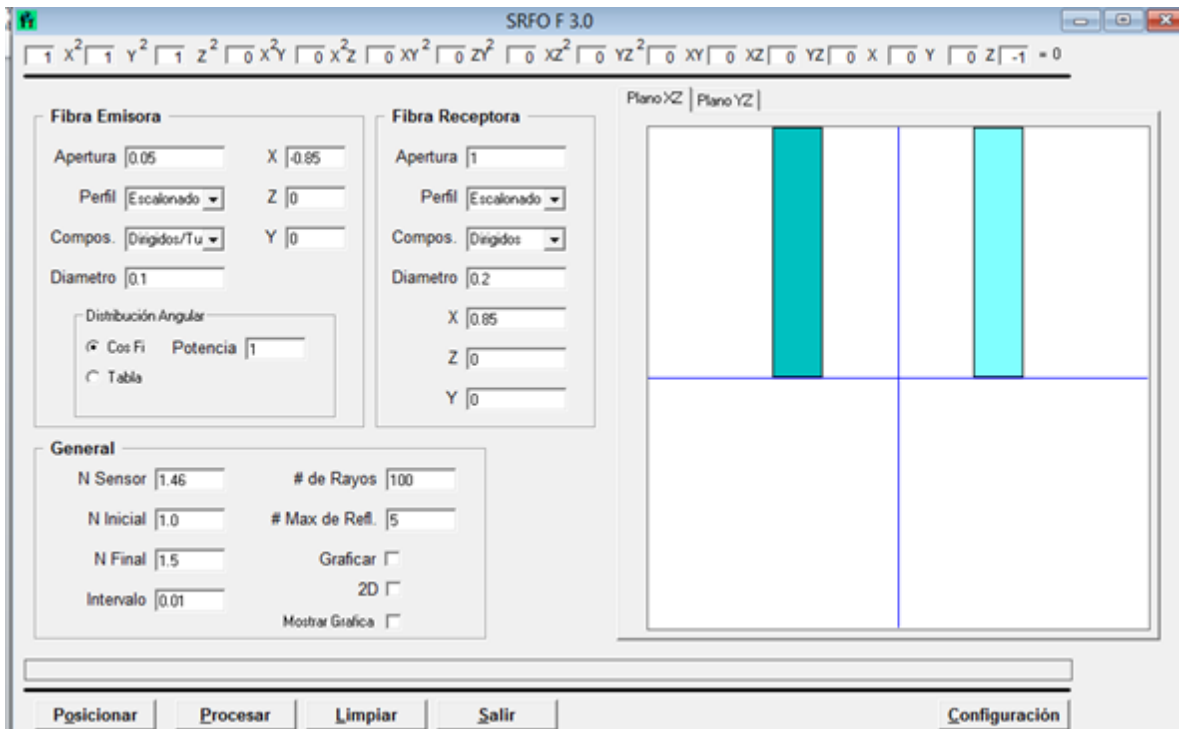 SRFO F 3.0
1 X2 1 Y2 1 Z2 0 X2Y 0 X2Z 0 XY2 0 ZY2 0 XZ2 0 YZ2 0 XY 0 XZ 0 YZ 0 X 0 Y 0 Z -1 = 0
Plano XZ Plano YZ
Fibra Emisora
Apertura 0.05 X -0.85
Perfil Escalonado Z 0
Compos. Dirigidos/Tu Y 0
Diametro 0.1
Distribución Angular
Cos Fi Potencia 1
Tabla
Fibra Receptora
Apertura 1
Perfil Escalonado
Compos. Dirigidos
Diametro 0.2
X 0.85
Z 0
Y 0
General
N Sensor 1.46 # de Rayos 100
N Inicial 1.0 # Max de Refl. 5
N Final 1.5 Graficar
2D
Intervalo 0.01
Mostrar Grafica
Posicionar Procesar Limpiar Salir Configuración